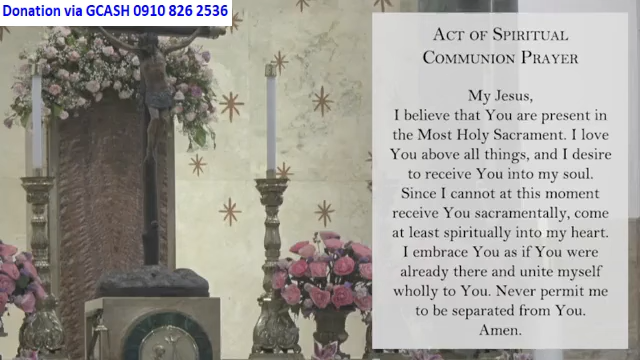 Donation via GCASH 0910 826 2536
ACT OF SPIRITUAL
COMMUNION PRAYER
My Jesus,
I believe that You are present in
the Most Holy Sacrament. I love
You above all things, and I desire
to receive You into my soul.
Since I cannot at this moment
receive You sacramentally, come
at least spiritually into my heart.
I embrace You as if You were
already there and unite myself
wholly to You. Never permit me
to be separated from You.
Amen.